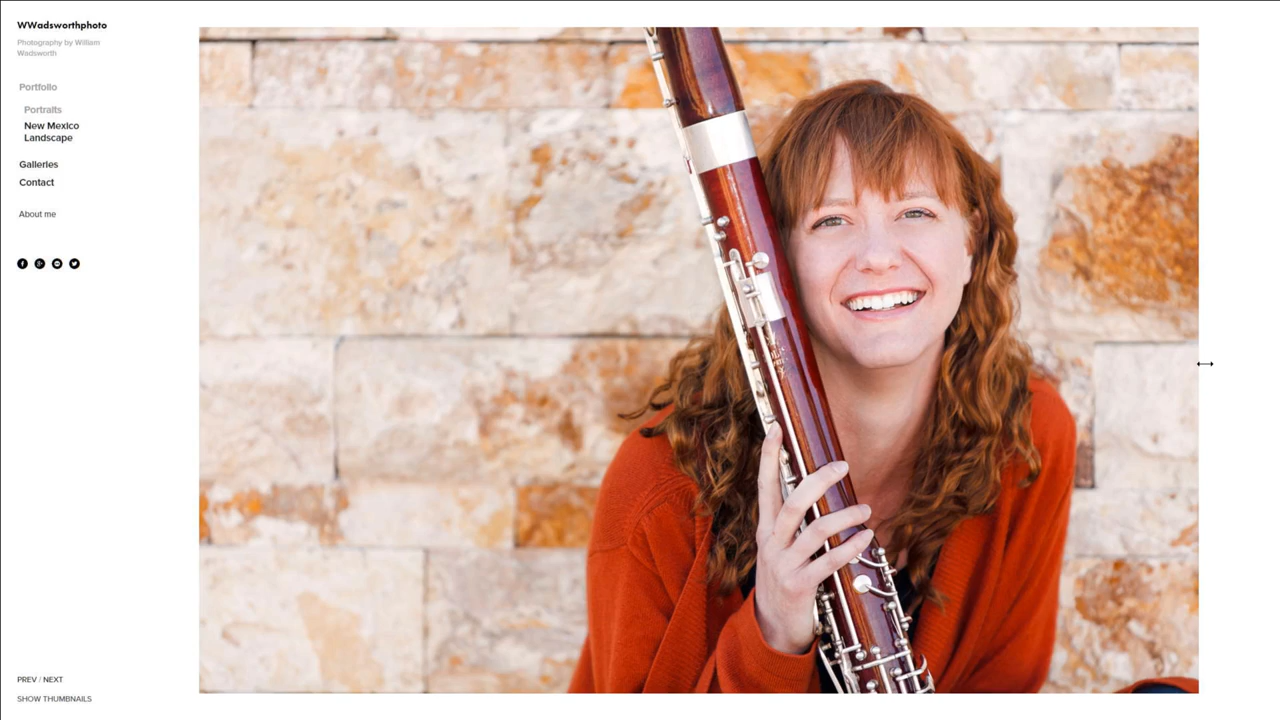 WWadsworthphoto
Photography by William
Wadsworth
Portfolio
Portraits
New Mexico
Landscape
Galleries
Contact
About me
PREV / NEXT
SHOW THUMBNAILS